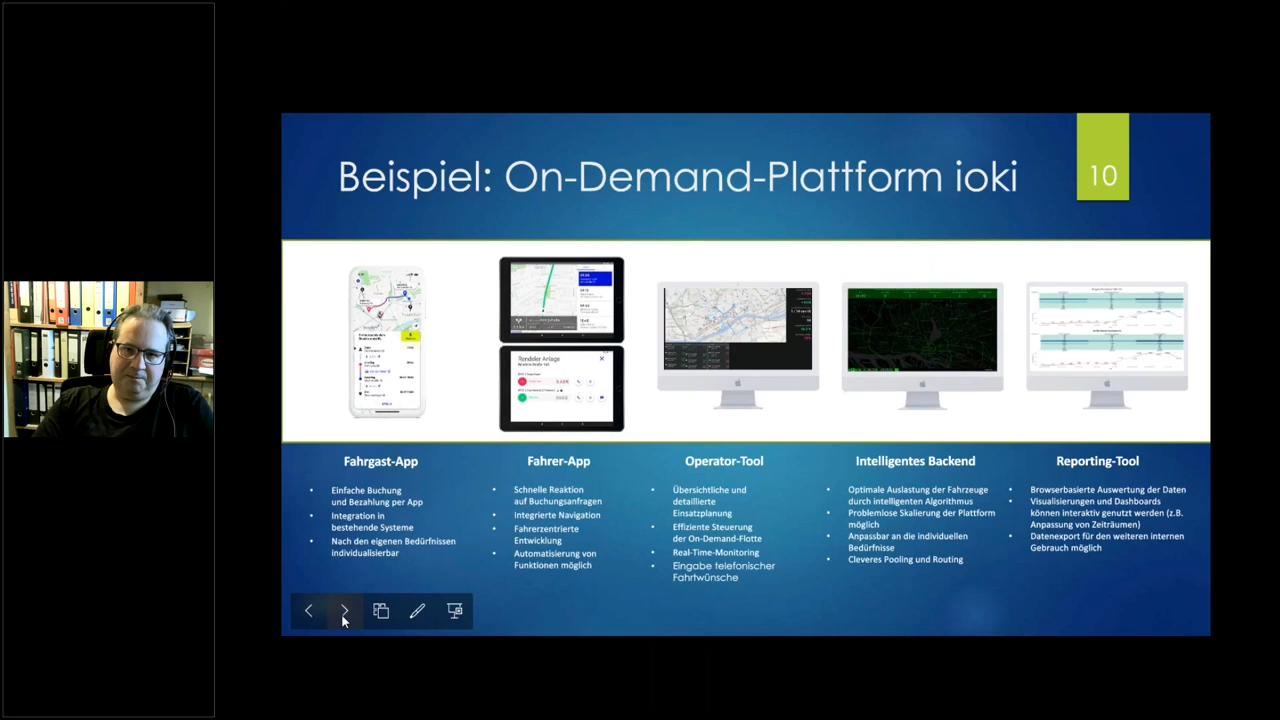 Beispiel: On-Demand-Plattform ioki
10
Rendeler Anlage
Fahrgast-App
Einfache Buchung
und Bezahlung per App
Integration in
bestehende Systeme
Nach den eigenen Bedürfnissen
individualisierbar
Fahrer-App
Schnelle Reaktion
auf Buchungsanfragen
Integrierte Navigation
Fahrerzentrierte
Entwicklung
Automatisierung von
Funktionen möglich
Operator-Tool
Übersichtliche und
detaillierte
Einsatzplanung
Effiziente Steuerung
der On-Demand-Flotte
Real-Time-Monitoring
Eingabe telefonischer
Fahrtwünsche
Intelligentes Backend
Optimale Auslastung der Fahrzeuge
durch intelligenten Algorithmus
Problemlose Skalierung der Plattform
möglich
Anpassbar an die individuellen
Bedürfnisse
Cleveres Pooling und Routing
Reporting-Tool
Browserbasierte Auswertung der Daten
Visualisierungen und Dashboards
können interaktiv genutzt werden (z.B.
Anpassung von Zeiträumen)
Datenexport für den weiteren internen
Gebrauch möglich